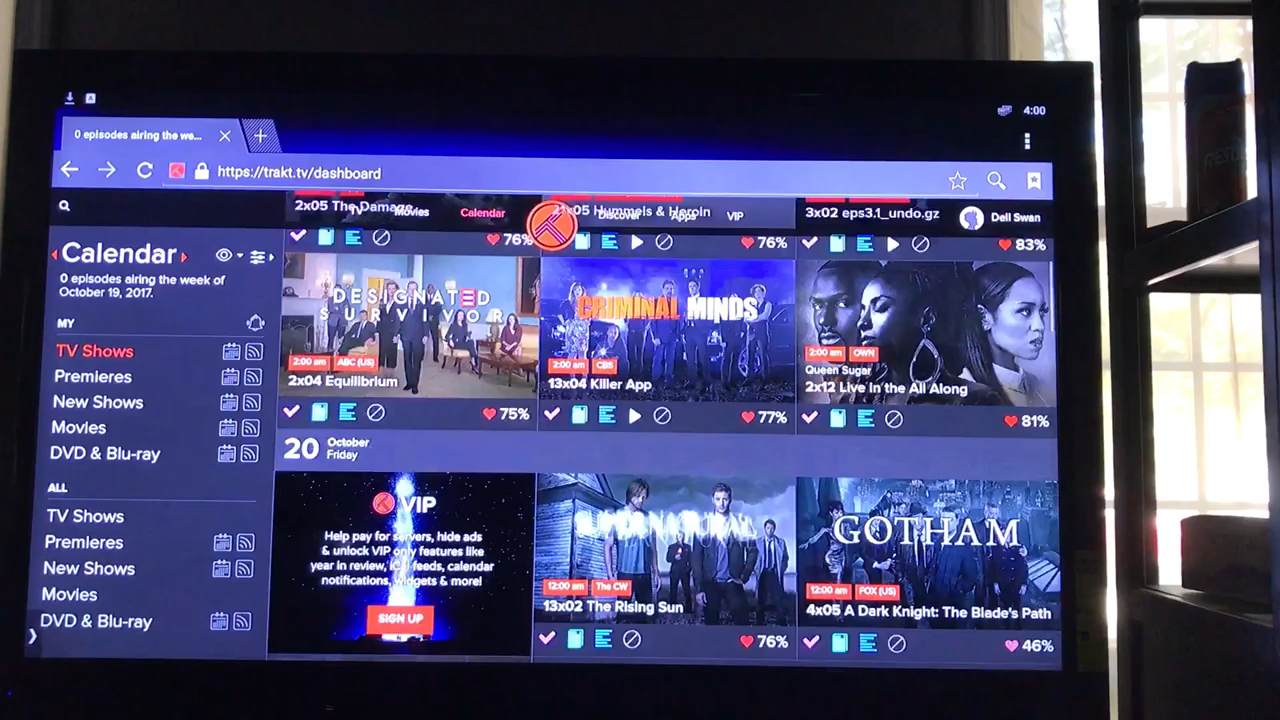 4:00
0 episodes airing the we...
https://trakt.tv/dashboard
2x05 The Damage
Movies
Calendar
21x05 Hummels & Heroin
Discover
Apps
VIP
3x02 eps3.1_undo.gz
Dell Swan
76%
76%
83%
Calendar
0 episodes airing the week of
October 19, 2017.
MY
TV Shows
Premieres
New Shows
Movies
DVD & Blu-ray
ALL
TV Shows
Premieres
New Shows
Movies
DVD & Blu-ray
DESIGNATED
SURVIVOR
2:00 am ABC (US)
2x04 Equilibrium
75%
CRIMINAL MINDS
2:00 am CBS
13x04 Killer App
77%
2:00 am OWN
Queen Sugar
2x12 Live in the All Along
81%
20 October
Friday
VIP
Help pay for servers, hide ads
& unlock VIP only features like
year in review, iCal feeds, calendar
notifications, widgets & more!
SIGN UP
SUPERNATURAL
12:00 am The CW
13x02 The Rising Sun
76%
GOTHAM
12:00 am FOX (US)
4x05 A Dark Knight: The Blade's Path
46%